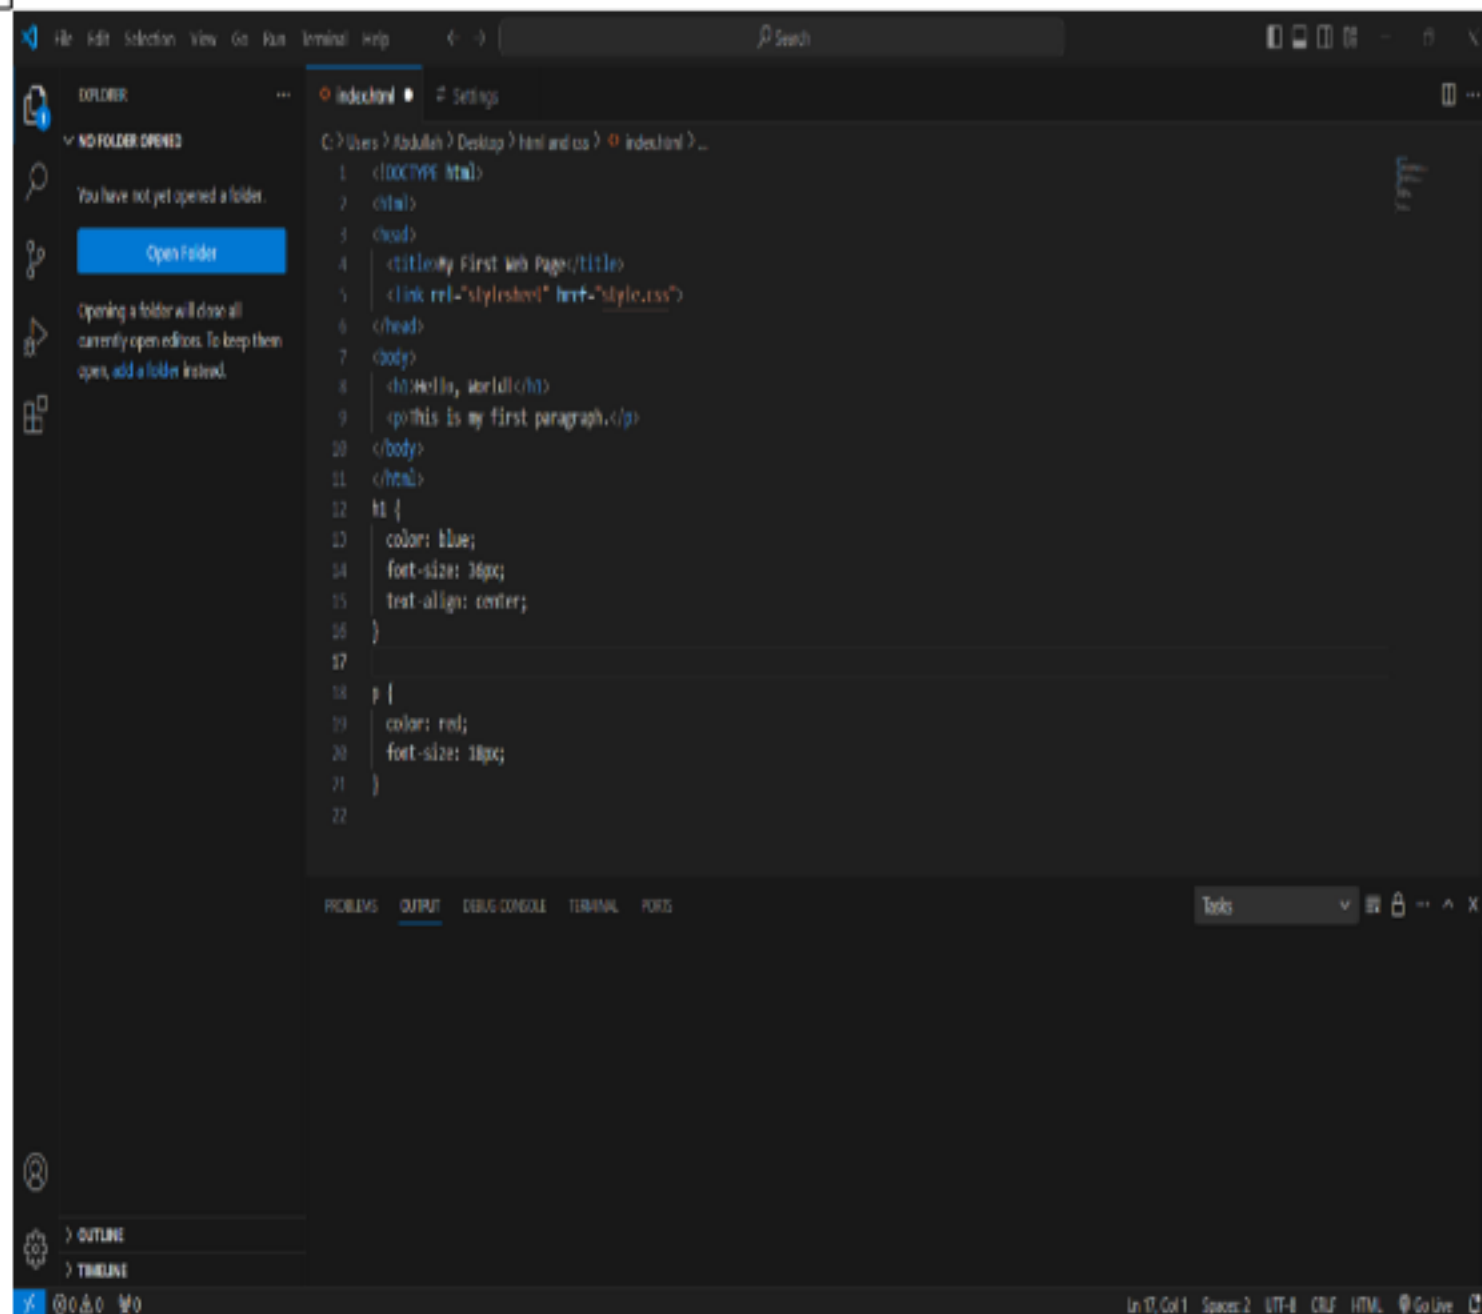 File Edit Selection View Go Run Terminal Help
Search
EXPLORER
NO FOLDER OPENED
You have not yet opened a folder.
Open Folder
Opening a folder will close all
currently open editors. To keep them
open, add a folder instead.
OUTLINE
TIMELINE
index.html
Settings
C: > Users > Abdullah > Desktop > html and css > index.html > ...
1 <!DOCTYPE html>
2 <html>
3 <head>
4 <title>My First Web Page</title>
5 <link rel="stylesheet" href="style.css">
6 </head>
7 <body>
8 <h1>Hello, World!</h1>
9 <p>This is my first paragraph.</p>
10 </body>
11 </html>
12 h1 {
13 color: blue;
14 font-size: 36px;
15 text-align: center;
16 }
17
18 p {
19 color: red;
20 font-size: 18px;
21 }
22
PROBLEMS OUTPUT DEBUG CONSOLE TERMINAL PORTS
Tasks
0 0 0
Ln 17, Col 1 Spaces: 2 UTF-8 CRLF HTML Go Live